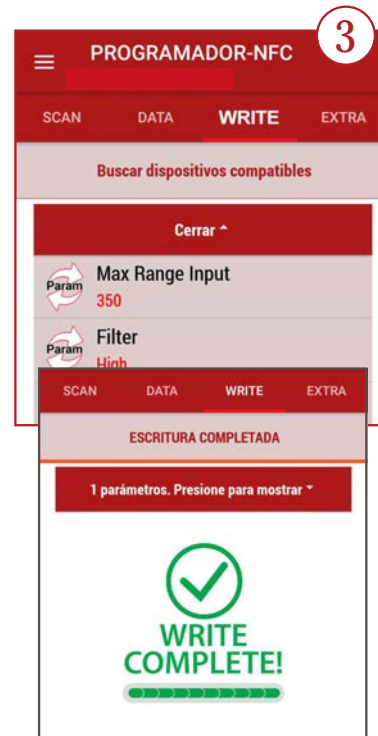 3
PROGRAMADOR-NFC
SCAN DATA WRITE EXTRA
Buscar dispositivos compatibles
Cerrar
Param Max Range Input
350
Param Filter
High
SCAN DATA WRITE EXTRA
ESCRITURA COMPLETADA
1 parámetros. Presione para mostrar
WRITE
COMPLETE!